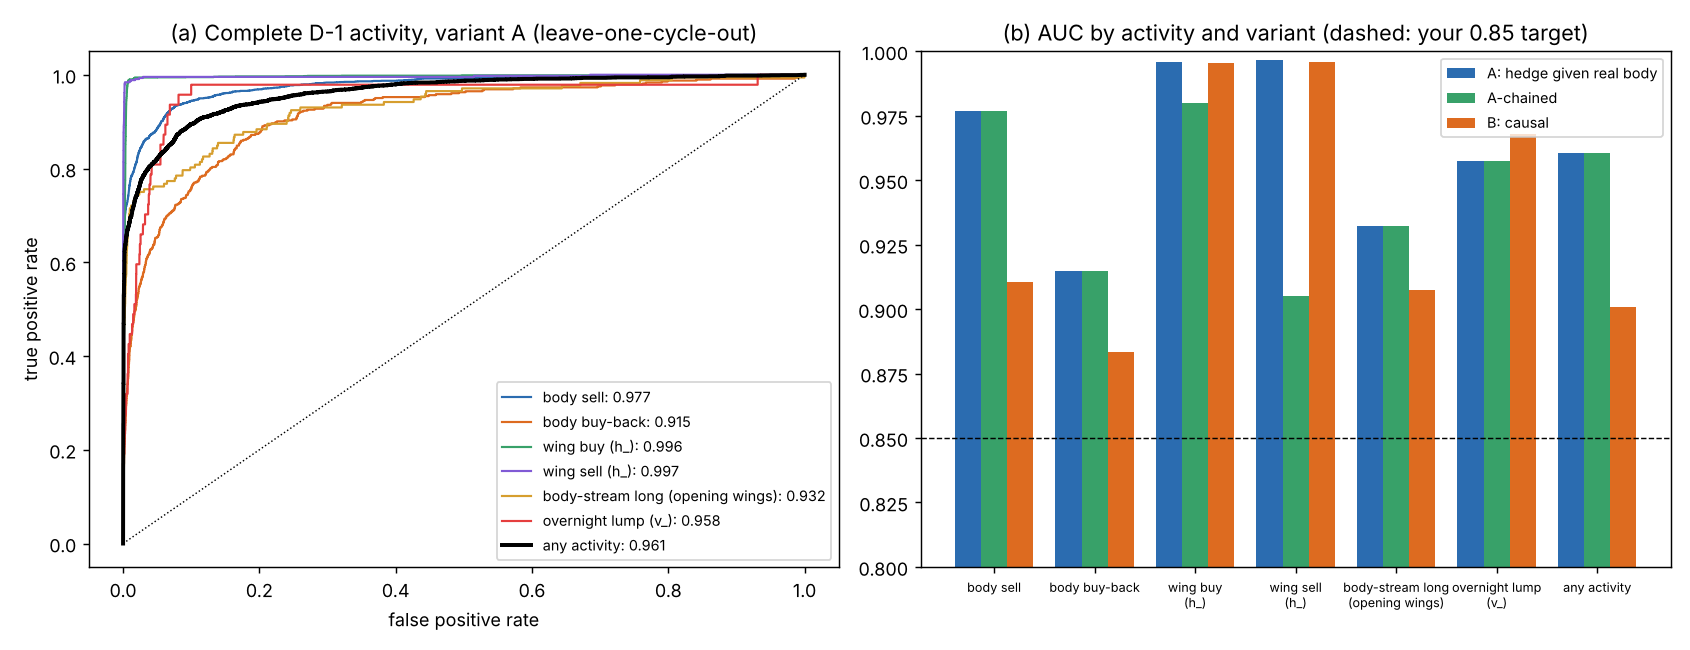 (a) Complete D-1 activity, variant A (leave-one-cycle-out)
1.0
0.8
0.6
0.4
0.2
0.0
true positive rate
0.0 0.2 0.4 0.6 0.8 1.0
false positive rate
body sell: 0.977
body buy-back: 0.915
wing buy (h_): 0.996
wing sell (h_): 0.997
body-stream long (opening wings): 0.932
overnight lump (v_): 0.958
any activity: 0.961
(b) AUC by activity and variant (dashed: your 0.85 target)
1.000
0.975
0.950
0.925
0.900
0.875
0.850
0.825
0.800
A: hedge given real body
A-chained
B: causal
body sell
body buy-back
wing buy
(h_)
wing sell
(h_)
body-stream long
(opening wings)
overnight lump
(v_)
any activity